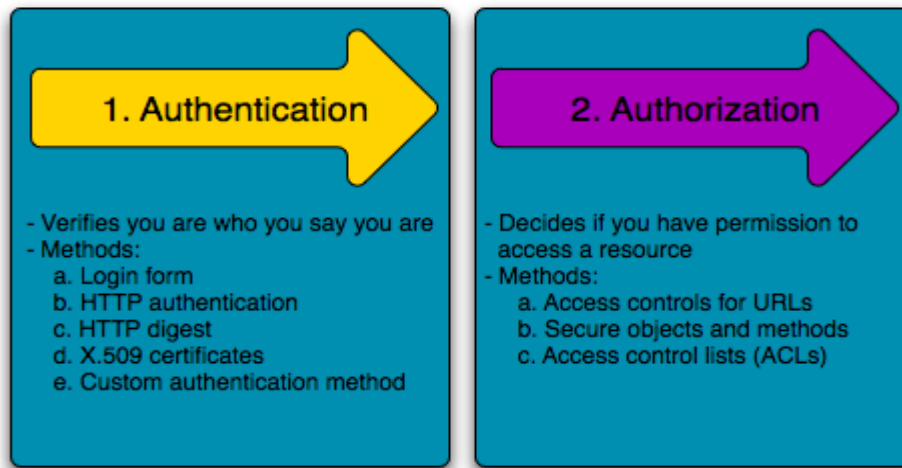 1. Authentication
- Verifies you are who you say you are
- Methods:
a. Login form
b. HTTP authentication
c. HTTP digest
d. X.509 certificates
e. Custom authentication method
2. Authorization
- Decides if you have permission to
access a resource
- Methods:
a. Access controls for URLs
b. Secure objects and methods
c. Access control lists (ACLs)